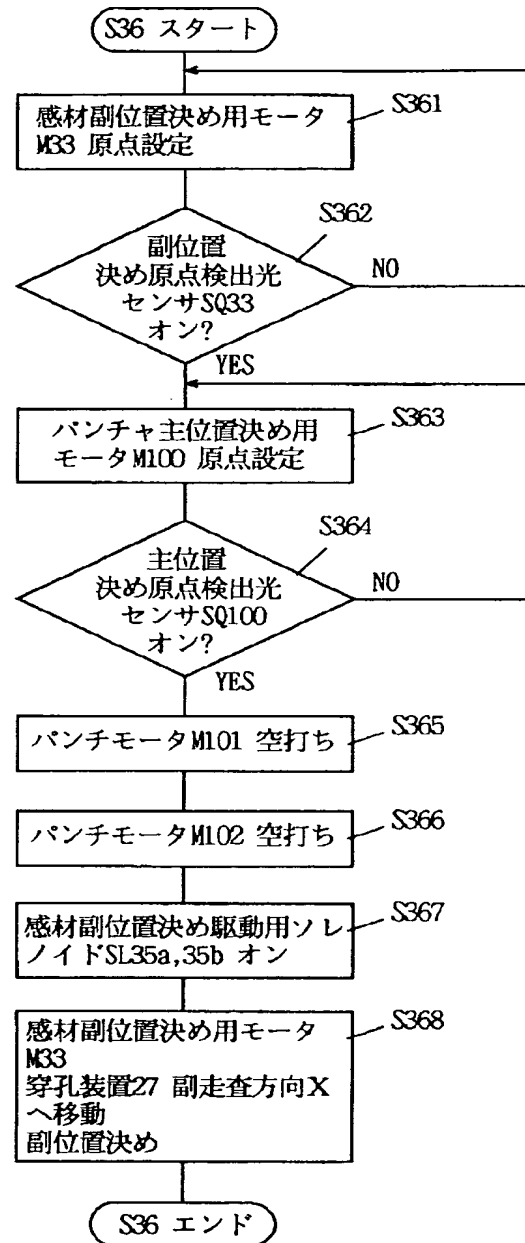 S36 スタート
感材副位置決め用モータ
M33 原点設定
S361
副位置
決め原点検出光
センサSQ33
オン?
S362
NO
YES
パンチャ主位置決め用
モータM100 原点設定
S363
主位置
決め原点検出光
センサSQ100
オン?
S364
NO
YES
パンチモータM101 空打ち
S365
パンチモータM102 空打ち
S366
感材副位置決め駆動用ソレ
ノイドSL35a,35b オン
S367
感材副位置決め用モータ
M33
穿孔装置27 副走査方向X
へ移動
副位置決め
S368
S36 エンド